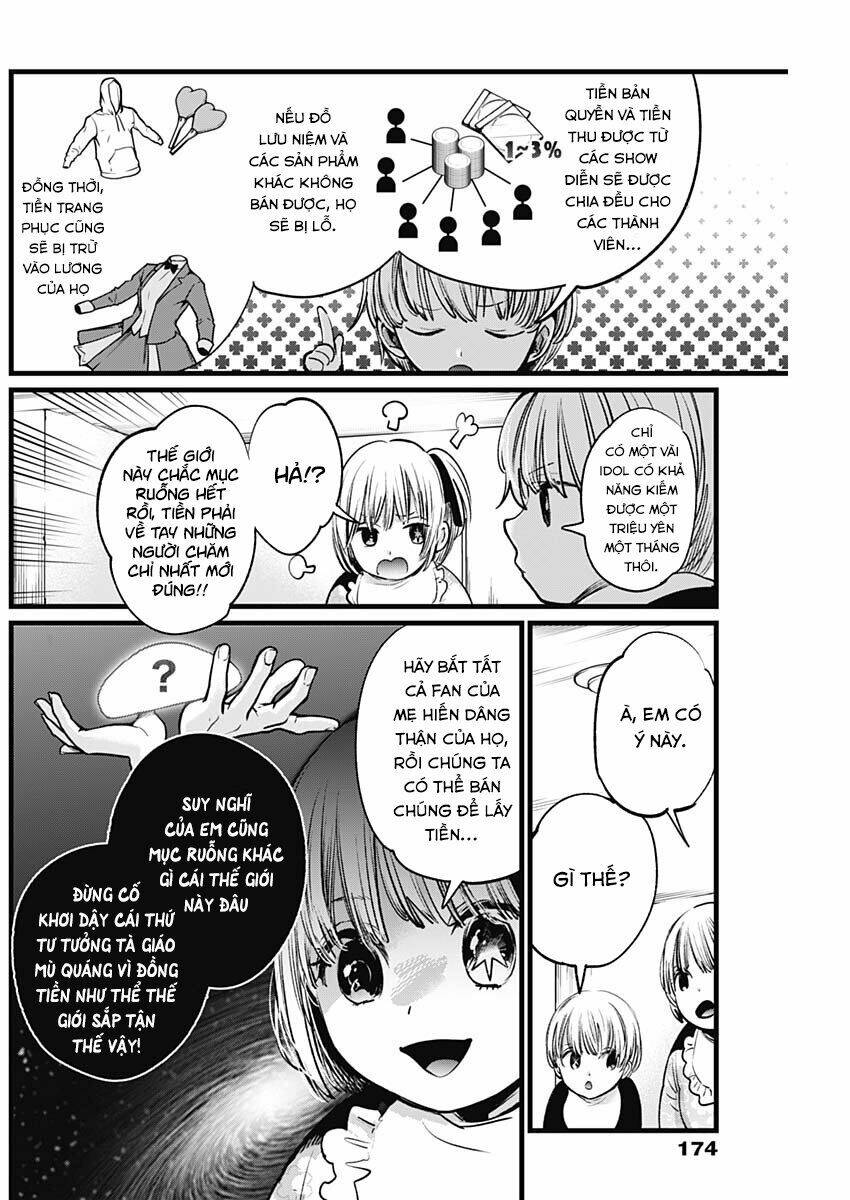 TIỀN BẢN
QUYỀN VÀ TIỀN
THU ĐƯỢC TỪ
CÁC SHOW
DIỄN SẼ ĐƯỢC
CHIA ĐỀU CHO
CÁC THÀNH
VIÊN...
1~3%
NẾU ĐỒ
LƯU NIỆM VÀ
CÁC SẢN PHẨM
KHÁC KHÔNG
BÁN ĐƯỢC, HỌ
SẼ BỊ LỖ.
ĐỒNG THỜI,
TIỀN TRANG
PHỤC CŨNG
SẼ BỊ TRỪ
VÀO LƯƠNG
CỦA HỌ
CHỈ
CÓ MỘT VÀI
IDOL CÓ KHẢ
NĂNG KIẾM
ĐƯỢC MỘT
TRIỆU YÊN
MỘT THÁNG
THÔI.
HẢ!?
THẾ GIỚI
NÀY CHẮC MỤC
RUỖNG HẾT
RỒI, TIỀN PHẢI
VỀ TAY NHỮNG
NGƯỜI CHĂM
CHỈ NHẤT MỚI
ĐÚNG!!
À, EM CÓ
Ý NÀY.
GÌ THẾ?
HÃY BẮT TẤT
CẢ FAN CỦA
MẸ HIẾN DÂNG
THẬN CỦA HỌ,
RỒI CHÚNG TA
CÓ THỂ BÁN
CHÚNG ĐỂ LẤY
TIỀN...
?
SUY NGHĨ
CỦA EM CŨNG
MỤC RUỖNG KHÁC
GÌ CÁI THẾ GIỚI
NÀY ĐÂU
ĐỪNG CỐ
KHƠI DẬY CÁI THỨ
TƯ TƯỞNG TÀ GIÁO
MÙ QUÁNG VÌ ĐỒNG
TIỀN NHƯ THỂ THẾ
GIỚI SẮP TẬN
THẾ VẬY!
174